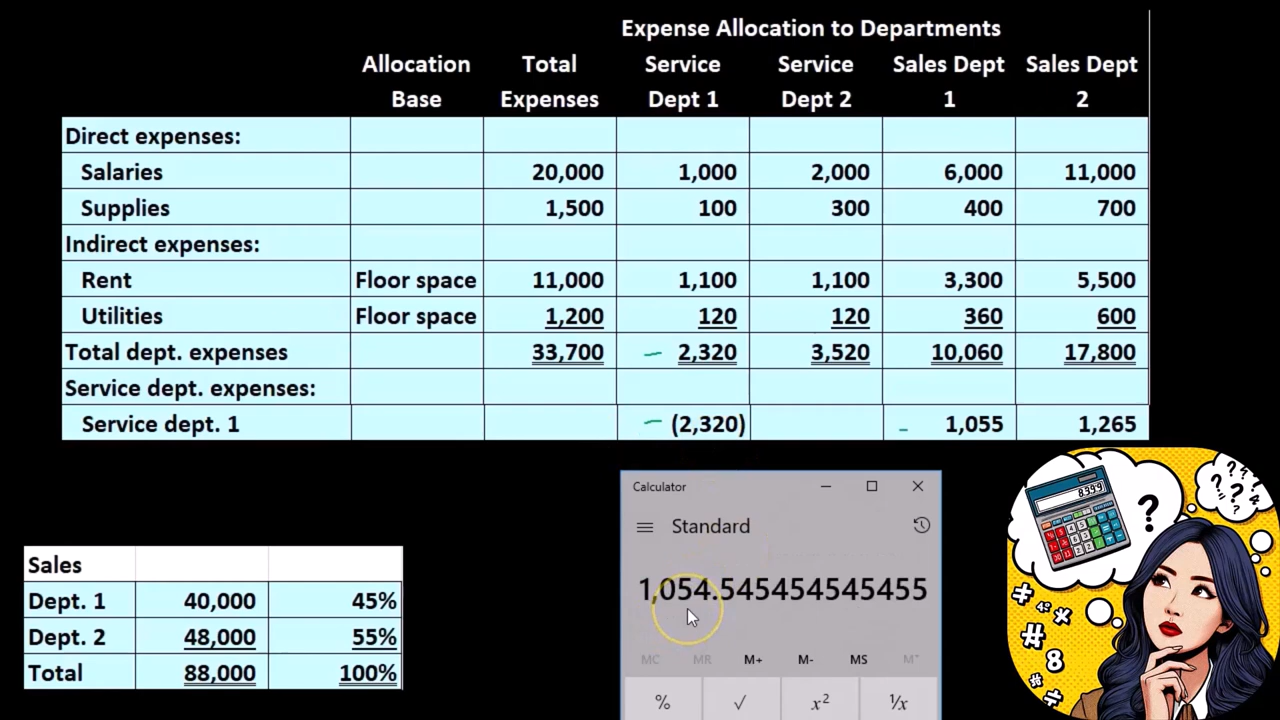 Expense Allocation to Departments
Allocation Base Total Expenses Service Dept 1 Service Dept 2 Sales Dept 1 Sales Dept 2
Direct expenses:
Salaries 20,000 1,000 2,000 6,000 11,000
Supplies 1,500 100 300 400 700
Indirect expenses:
Rent Floor space 11,000 1,100 1,100 3,300 5,500
Utilities Floor space 1,200 120 120 360 600
Total dept. expenses 33,700 2,320 3,520 10,060 17,800
Service dept. expenses:
Service dept. 1 (2,320) 1,055 1,265
Sales
Dept. 1 40,000 45%
Dept. 2 48,000 55%
Total 88,000 100%
Calculator
Standard
1,054.545454545455
MC MR M+ M- MS M˅
% √ x² ¹/x
8399
?
? ? ? ?
#
8
#